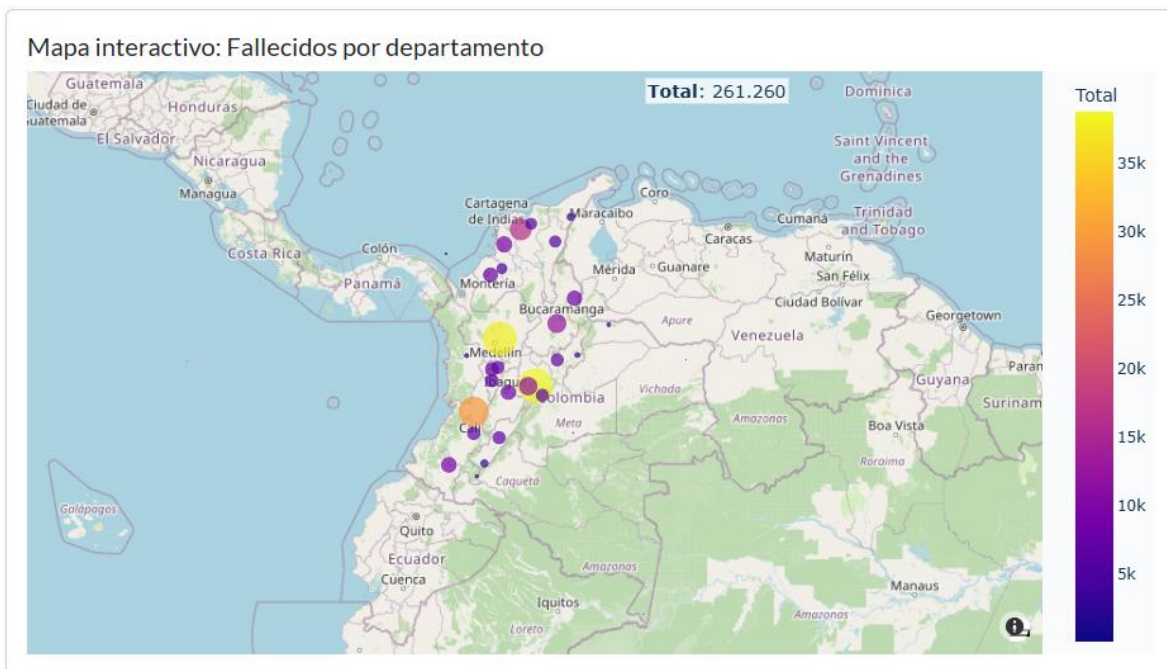 Mapa interactivo: Fallecidos por departamento
Total: 261.260
Total
35k
30k
25k
20k
15k
10k
5k
Guatemala
Ciudad de
Honduras
El Salvador
Nicaragua
Managua
Costa Rica
Colón
Panamá
Dominica
Saint Vincent
and the
Grenadines
Trinidad
and Tobago
Coro
Cartagena
de Indias
Maracaibo
Caracas
Cumaná
Maturín
Mérida
Guanare
San Félix
Ciudad Bolívar
Montería
Bucaramanga
Apure
Venezuela
Georgetown
Medellín
Vichada
Colombia
Guyana
Meta
Amazonas
Boa Vista
Cali
Roraima
Caquetá
Galápagos
Quito
Ecuador
Cuenca
Amazonas
Iquitos
Loreto
Manaus
Amazonas